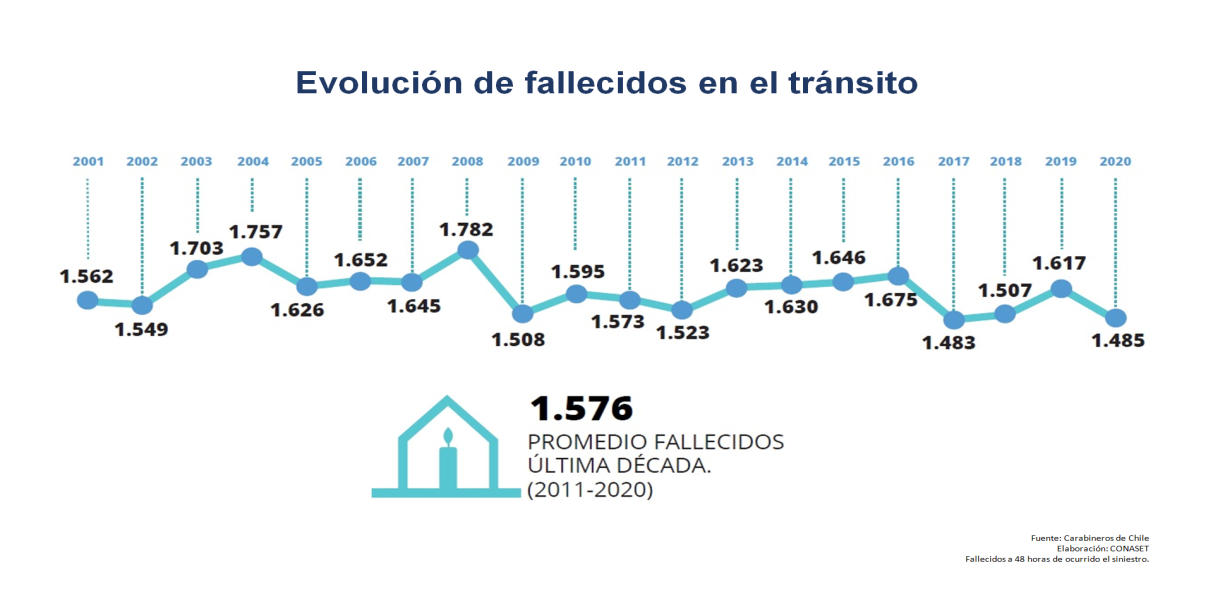 Evolución de fallecidos en el tránsito
2001 2002 2003 2004 2005 2006 2007 2008 2009 2010 2011 2012 2013 2014 2015 2016 2017 2018 2019 2020
1.562 1.549 1.703 1.757 1.626 1.652 1.645 1.782 1.508 1.595 1.573 1.523 1.623 1.630 1.646 1.675 1.483 1.507 1.617 1.485
1.576
PROMEDIO FALLECIDOS
ÚLTIMA DÉCADA.
(2011-2020)
Fuente: Carabineros de Chile
Elaboración: CONASET
Fallecidos a 48 horas de ocurrido el siniestro.